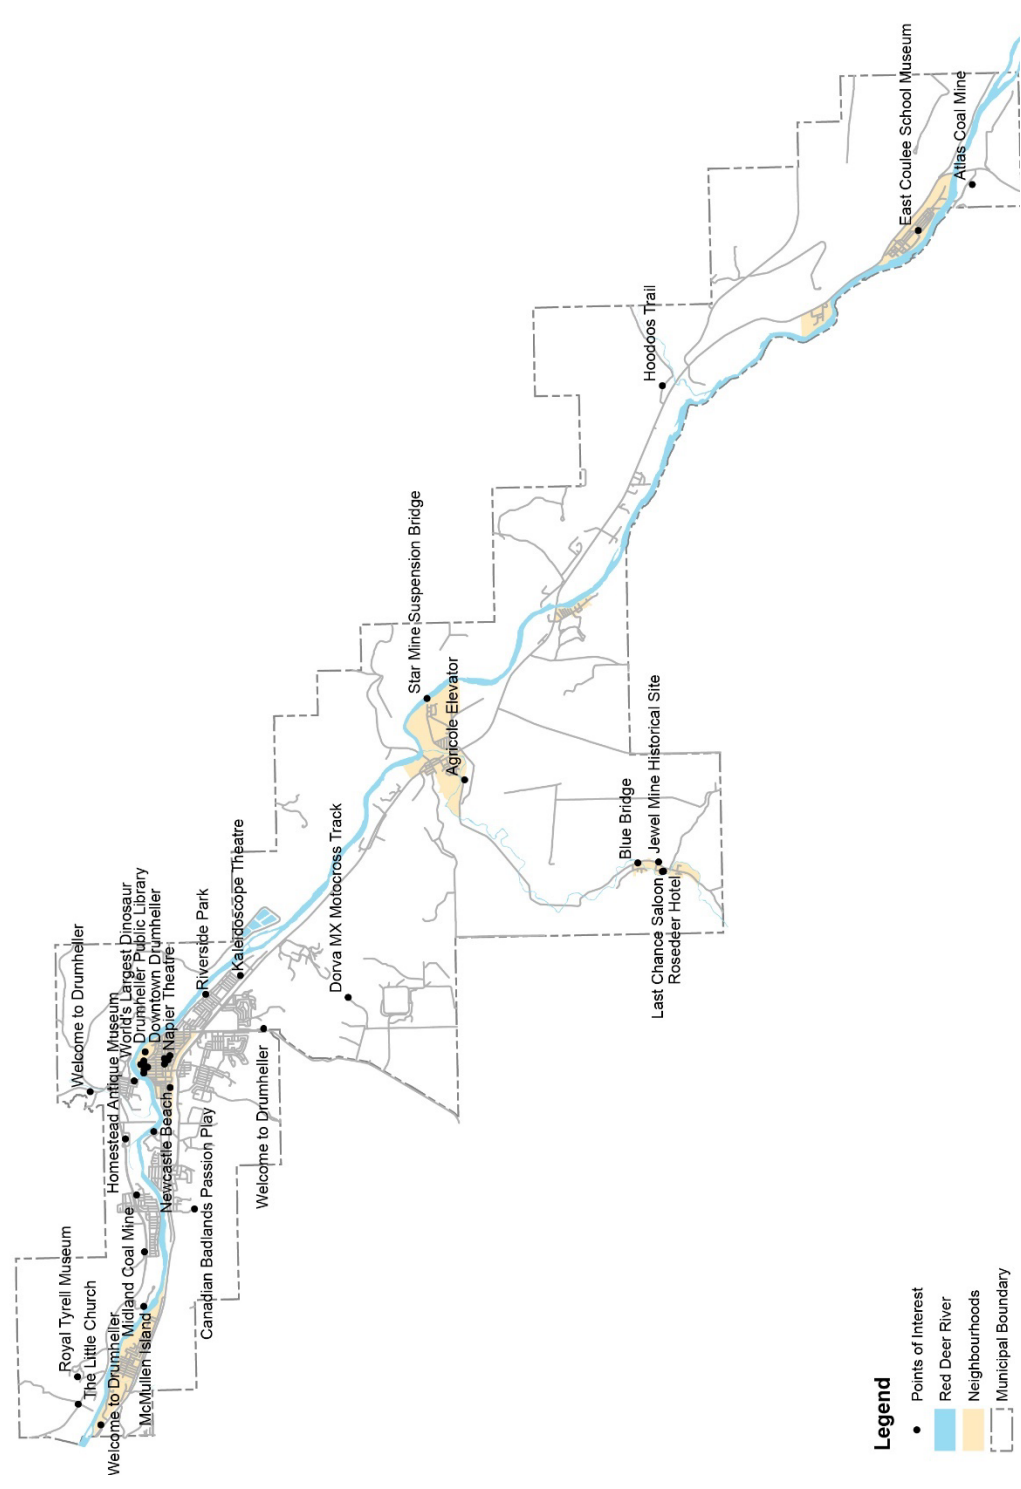 Royal Tyrell Museum
The Little Church
Welcome to Drumheller
McMullen Island
Midland Coal Mine
Homestead Antique Museum
Newcastle Beach
Canadian Badlands Passion Play
Welcome to Drumheller
World's Largest Dinosaur
Drumheller Public Library
Downtown Drumheller
Napier Theatre
Riverside Park
Kaleidoscope Theatre
Welcome to Drumheller
Dorva MX Motocross Track
Star Mine Suspension Bridge
Agricole Elevator
Blue Bridge
Jewel Mine Historical Site
Last Chance Saloon
Rosedeer Hotel
Hoodoos Trail
East Coulee School Museum
Atlas Coal Mine
Legend
Points of Interest
Red Deer River
Neighbourhoods
Municipal Boundary